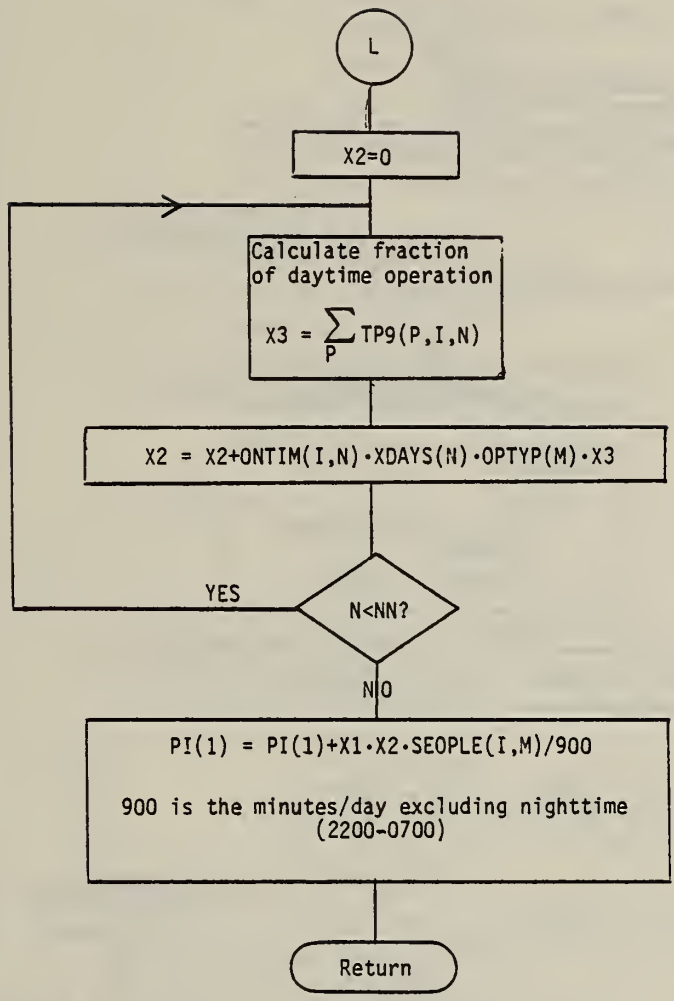 L
X2=0
Calculate fraction
of daytime operation
X3 = ∑ TP9(P,I,N)
P
X2 = X2+ONTIM(I,N)·XDAYS(N)·OPTYP(M)·X3
YES
N<NN?
NO
PI(1) = PI(1)+X1·X2·SEOPLE(I,M)/900
900 is the minutes/day excluding nighttime
(2200-0700)
Return